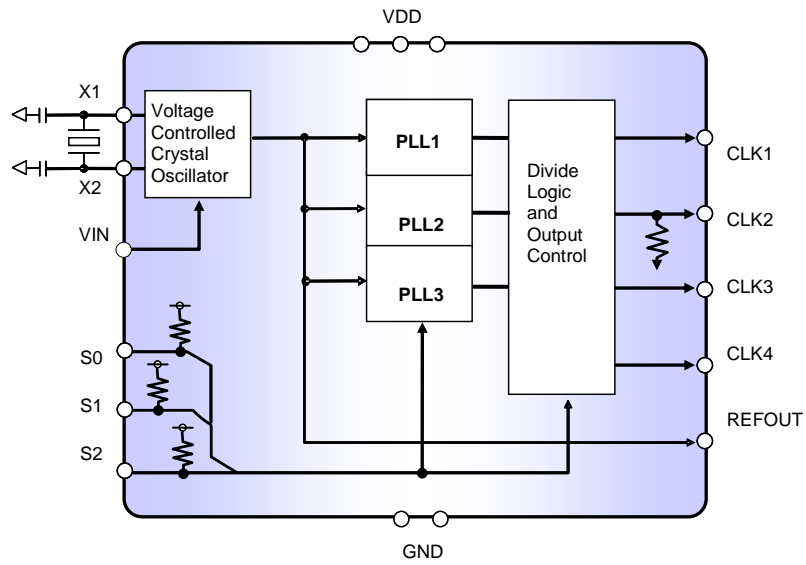 VDD
X1
X2
VIN
S0
S1
S2
Voltage
Controlled
Crystal
Oscillator
PLL1
PLL2
PLL3
Divide
Logic
and
Output
Control
CLK1
CLK2
CLK3
CLK4
REFOUT
GND